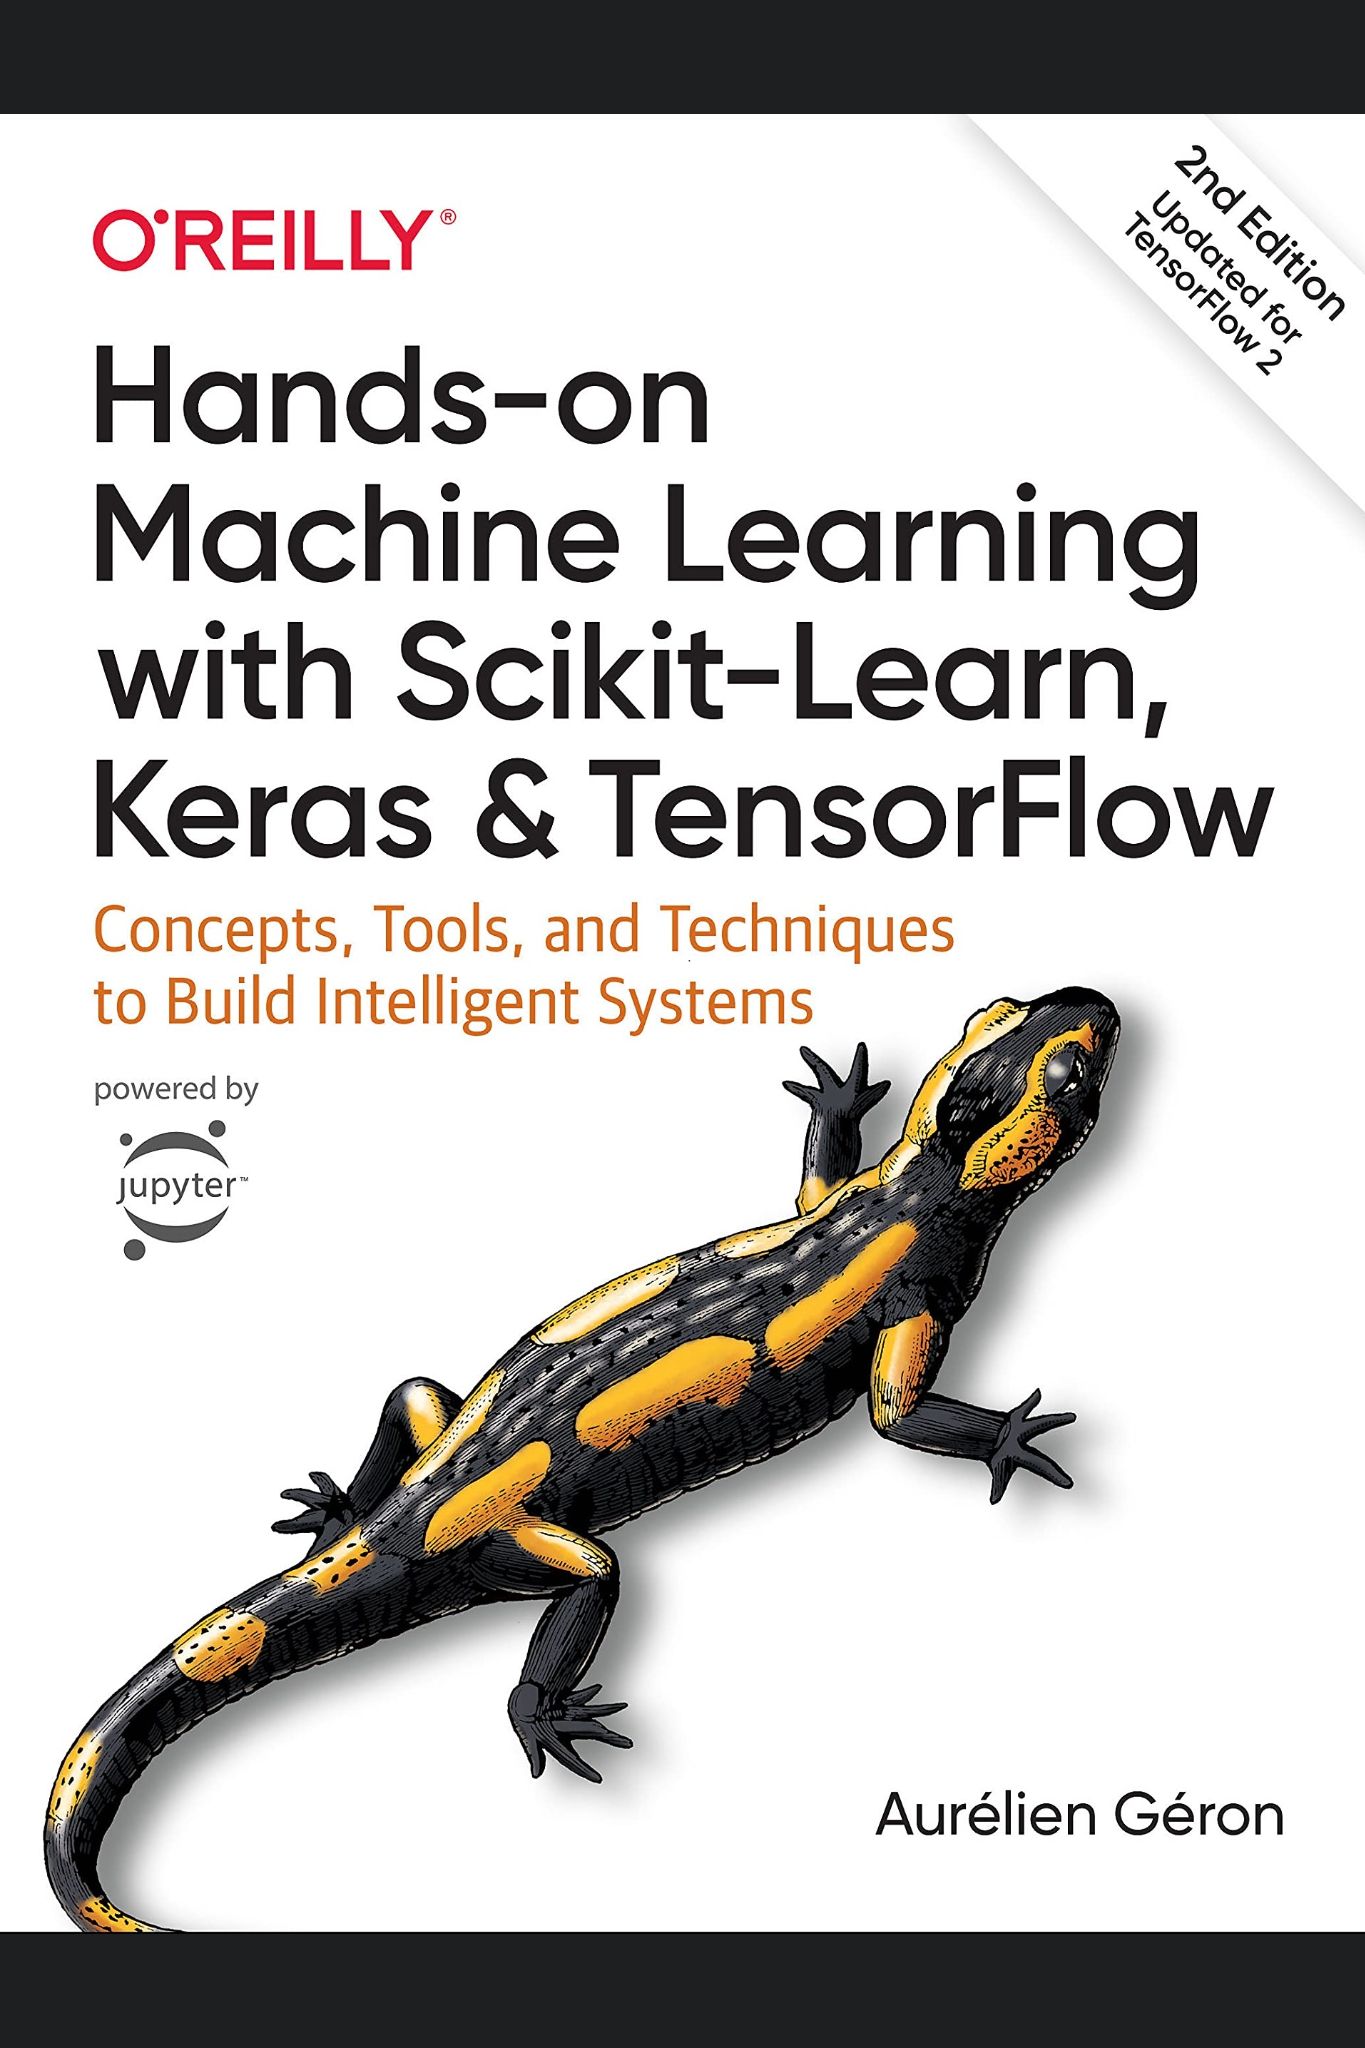 2nd Edition
Updated for
TensorFlow 2
O'REILLY®
Hands-on
Machine Learning
with Scikit-Learn,
Keras & TensorFlow
Concepts, Tools, and Techniques
to Build Intelligent Systems
powered by
jupyter™
Aurélien Géron